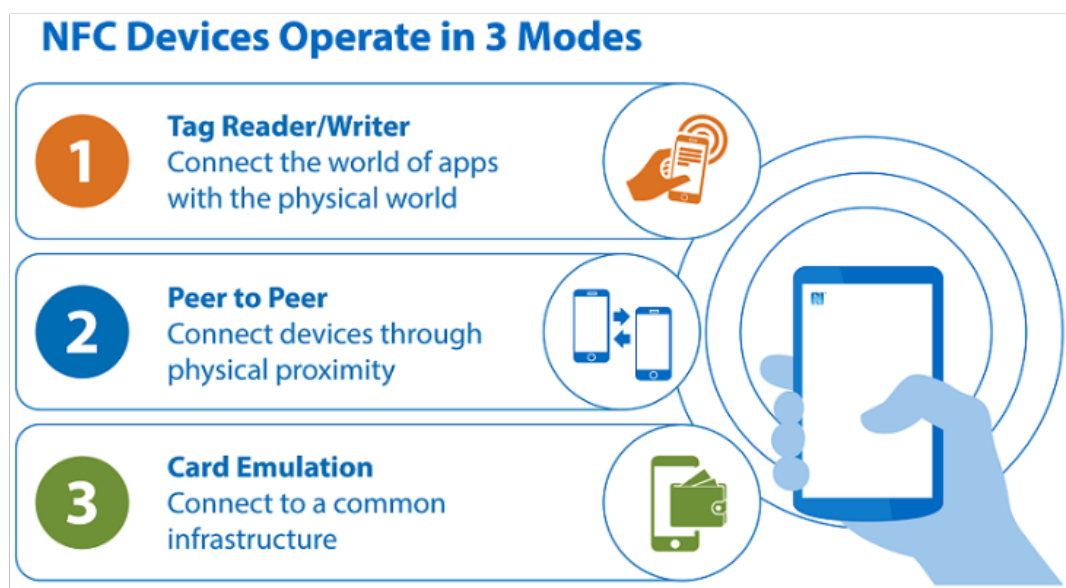 NFC Devices Operate in 3 Modes
1
Tag Reader/Writer
Connect the world of apps
with the physical world
2
Peer to Peer
Connect devices through
physical proximity
3
Card Emulation
Connect to a common
infrastructure